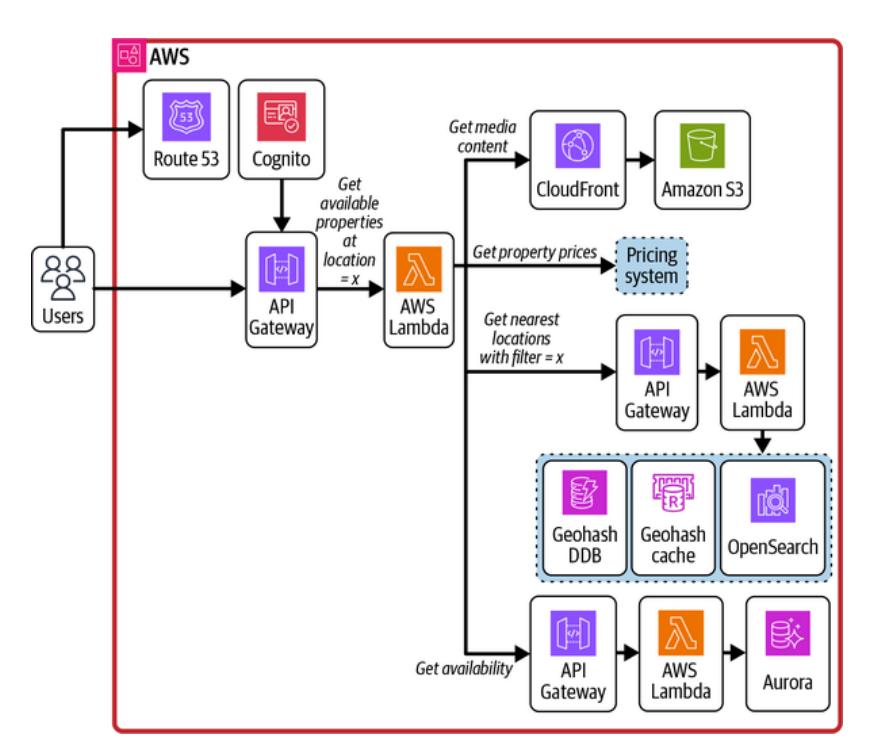 AWS
53
Route 53
Cognito
Users
API
Gateway
Get
available
properties
at
location
= x
AWS
Lambda
Get media
content
CloudFront
Amazon S3
Get property prices
Pricing
system
Get nearest
locations
with filter = x
API
Gateway
AWS
Lambda
Geohash
DDB
R
Geohash
cache
OpenSearch
Get availability
API
Gateway
AWS
Lambda
Aurora